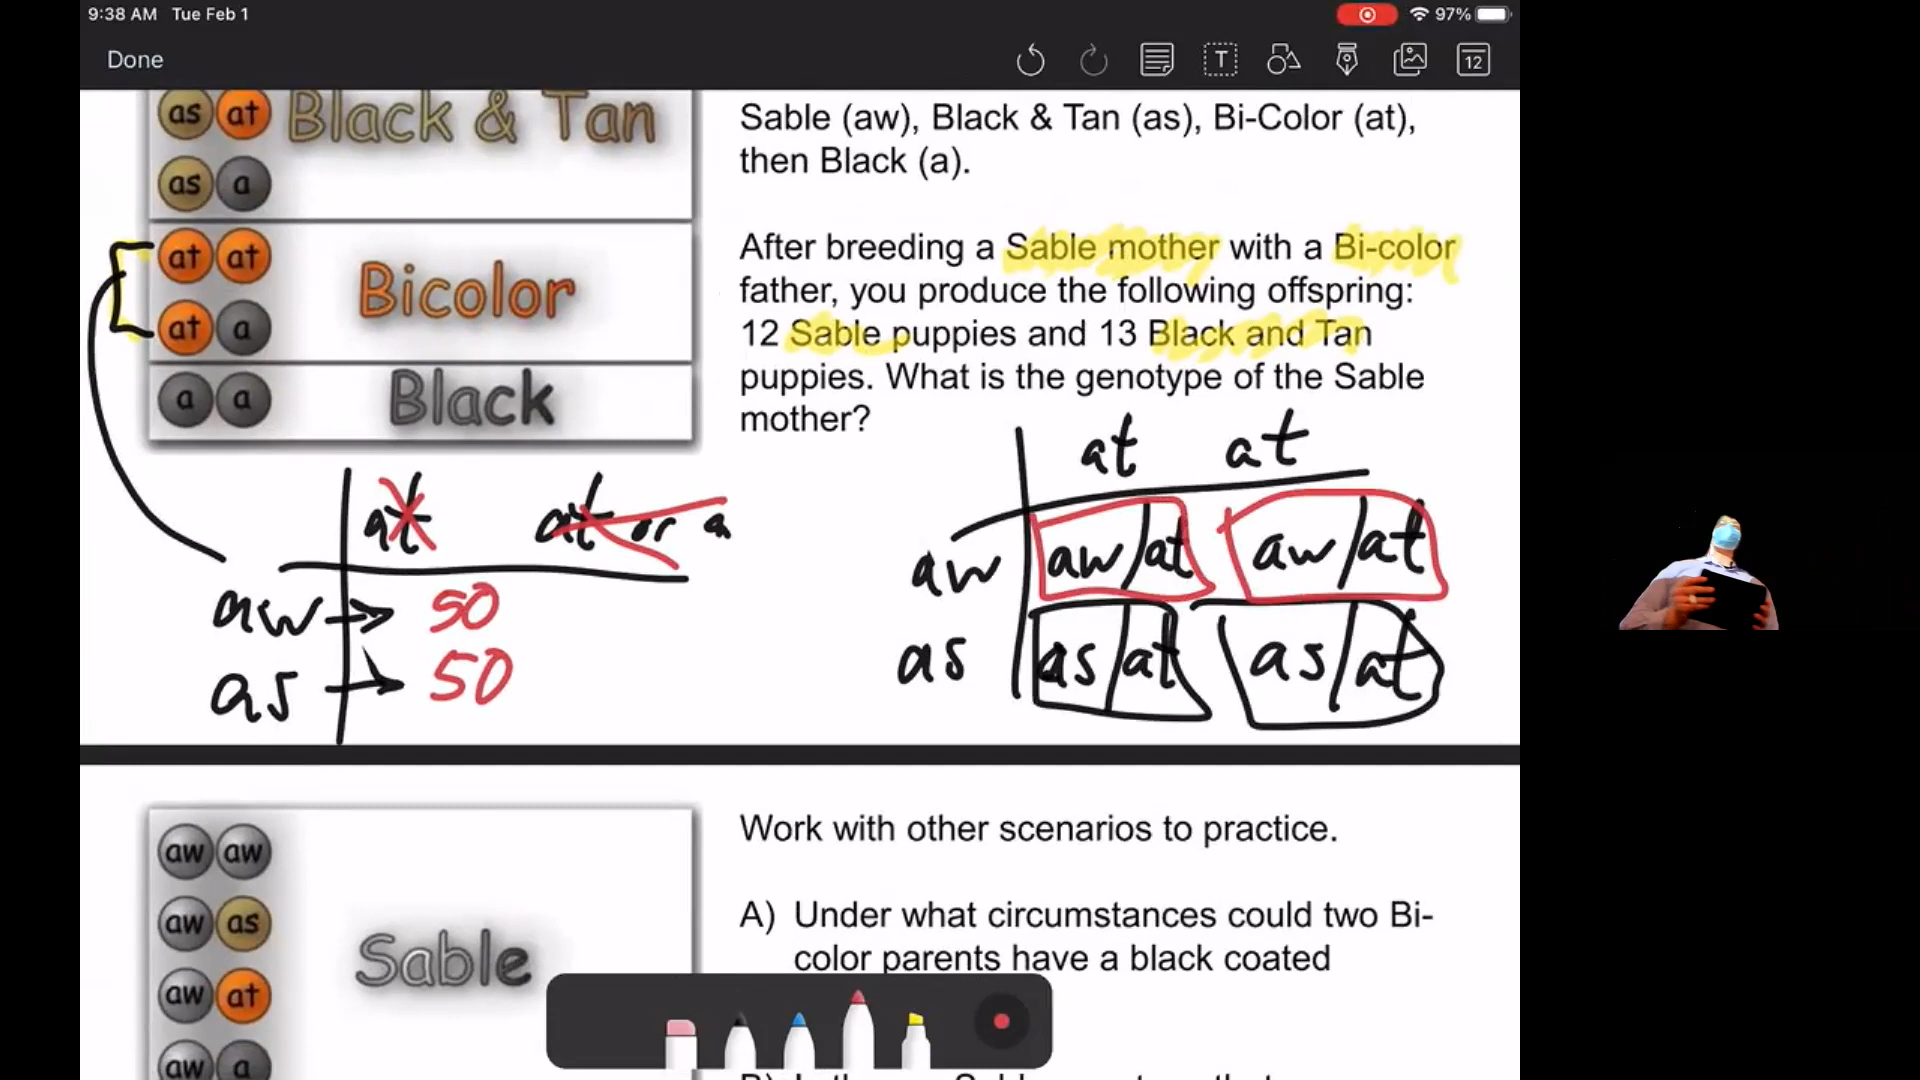 9:38 AM Tue Feb 1
97%
Done
T
12
as at Black & Tan
as a
at at
Bicolor
at a
a a Black
Sable (aw), Black & Tan (as), Bi-Color (at),
then Black (a).
After breeding a Sable mother with a Bi-color
father, you produce the following offspring:
12 Sable puppies and 13 Black and Tan
puppies. What is the genotype of the Sable
mother?
at at or a
aw → 50
as → 50
at at
aw aw/at aw/at
as as/at as/at
aw aw
aw as
Sable
aw at
aw a
Work with other scenarios to practice.
A) Under what circumstances could two Bi-
color parents have a black coated